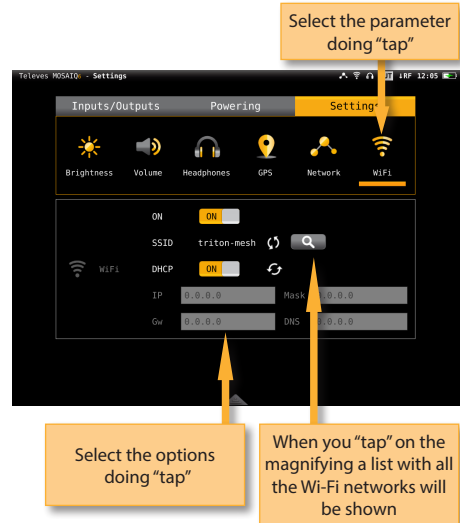 Select the parameter
doing “tap”
Televes MOSAIQ6 - Settings
↓RF 12:05
Inputs/Outputs Powering Settings
Brightness Volume Headphones GPS Network WiFi
ON ON
SSID triton-mesh
WiFi DHCP ON
IP 0.0.0.0 Mask 0.0.0.0
Gw 0.0.0.0 DNS 0.0.0.0
Select the options
doing “tap”
When you “tap” on the
magnifying a list with all
the Wi-Fi networks will
be shown